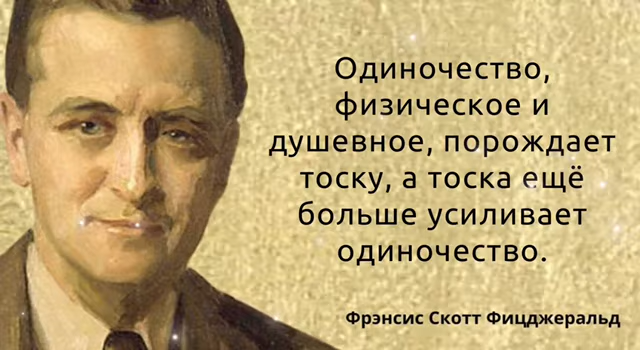 Одиночество,
физическое и
душевное, порождает
тоску, а тоска ещё
больше усиливает
одиночество.
Фрэнсис Скотт Фицджеральд